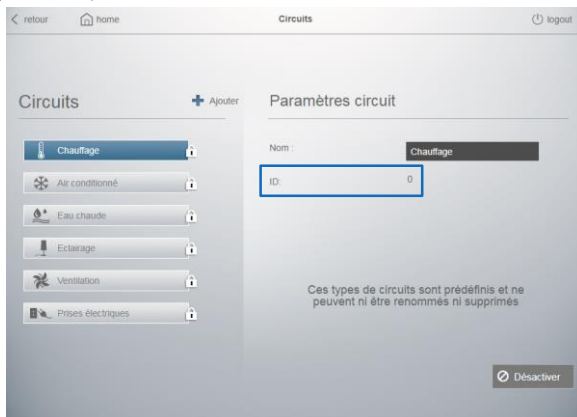 retour
home
Circuits
logout
Circuits
Ajouter
Paramètres circuit
Chauffage
Air conditionné
Eau chaude
Eclairage
Ventilation
Prises électriques
Nom :
Chauffage
ID:
0
Ces types de circuits sont prédéfinis et ne
peuvent ni être renommés ni supprimés
Désactiver